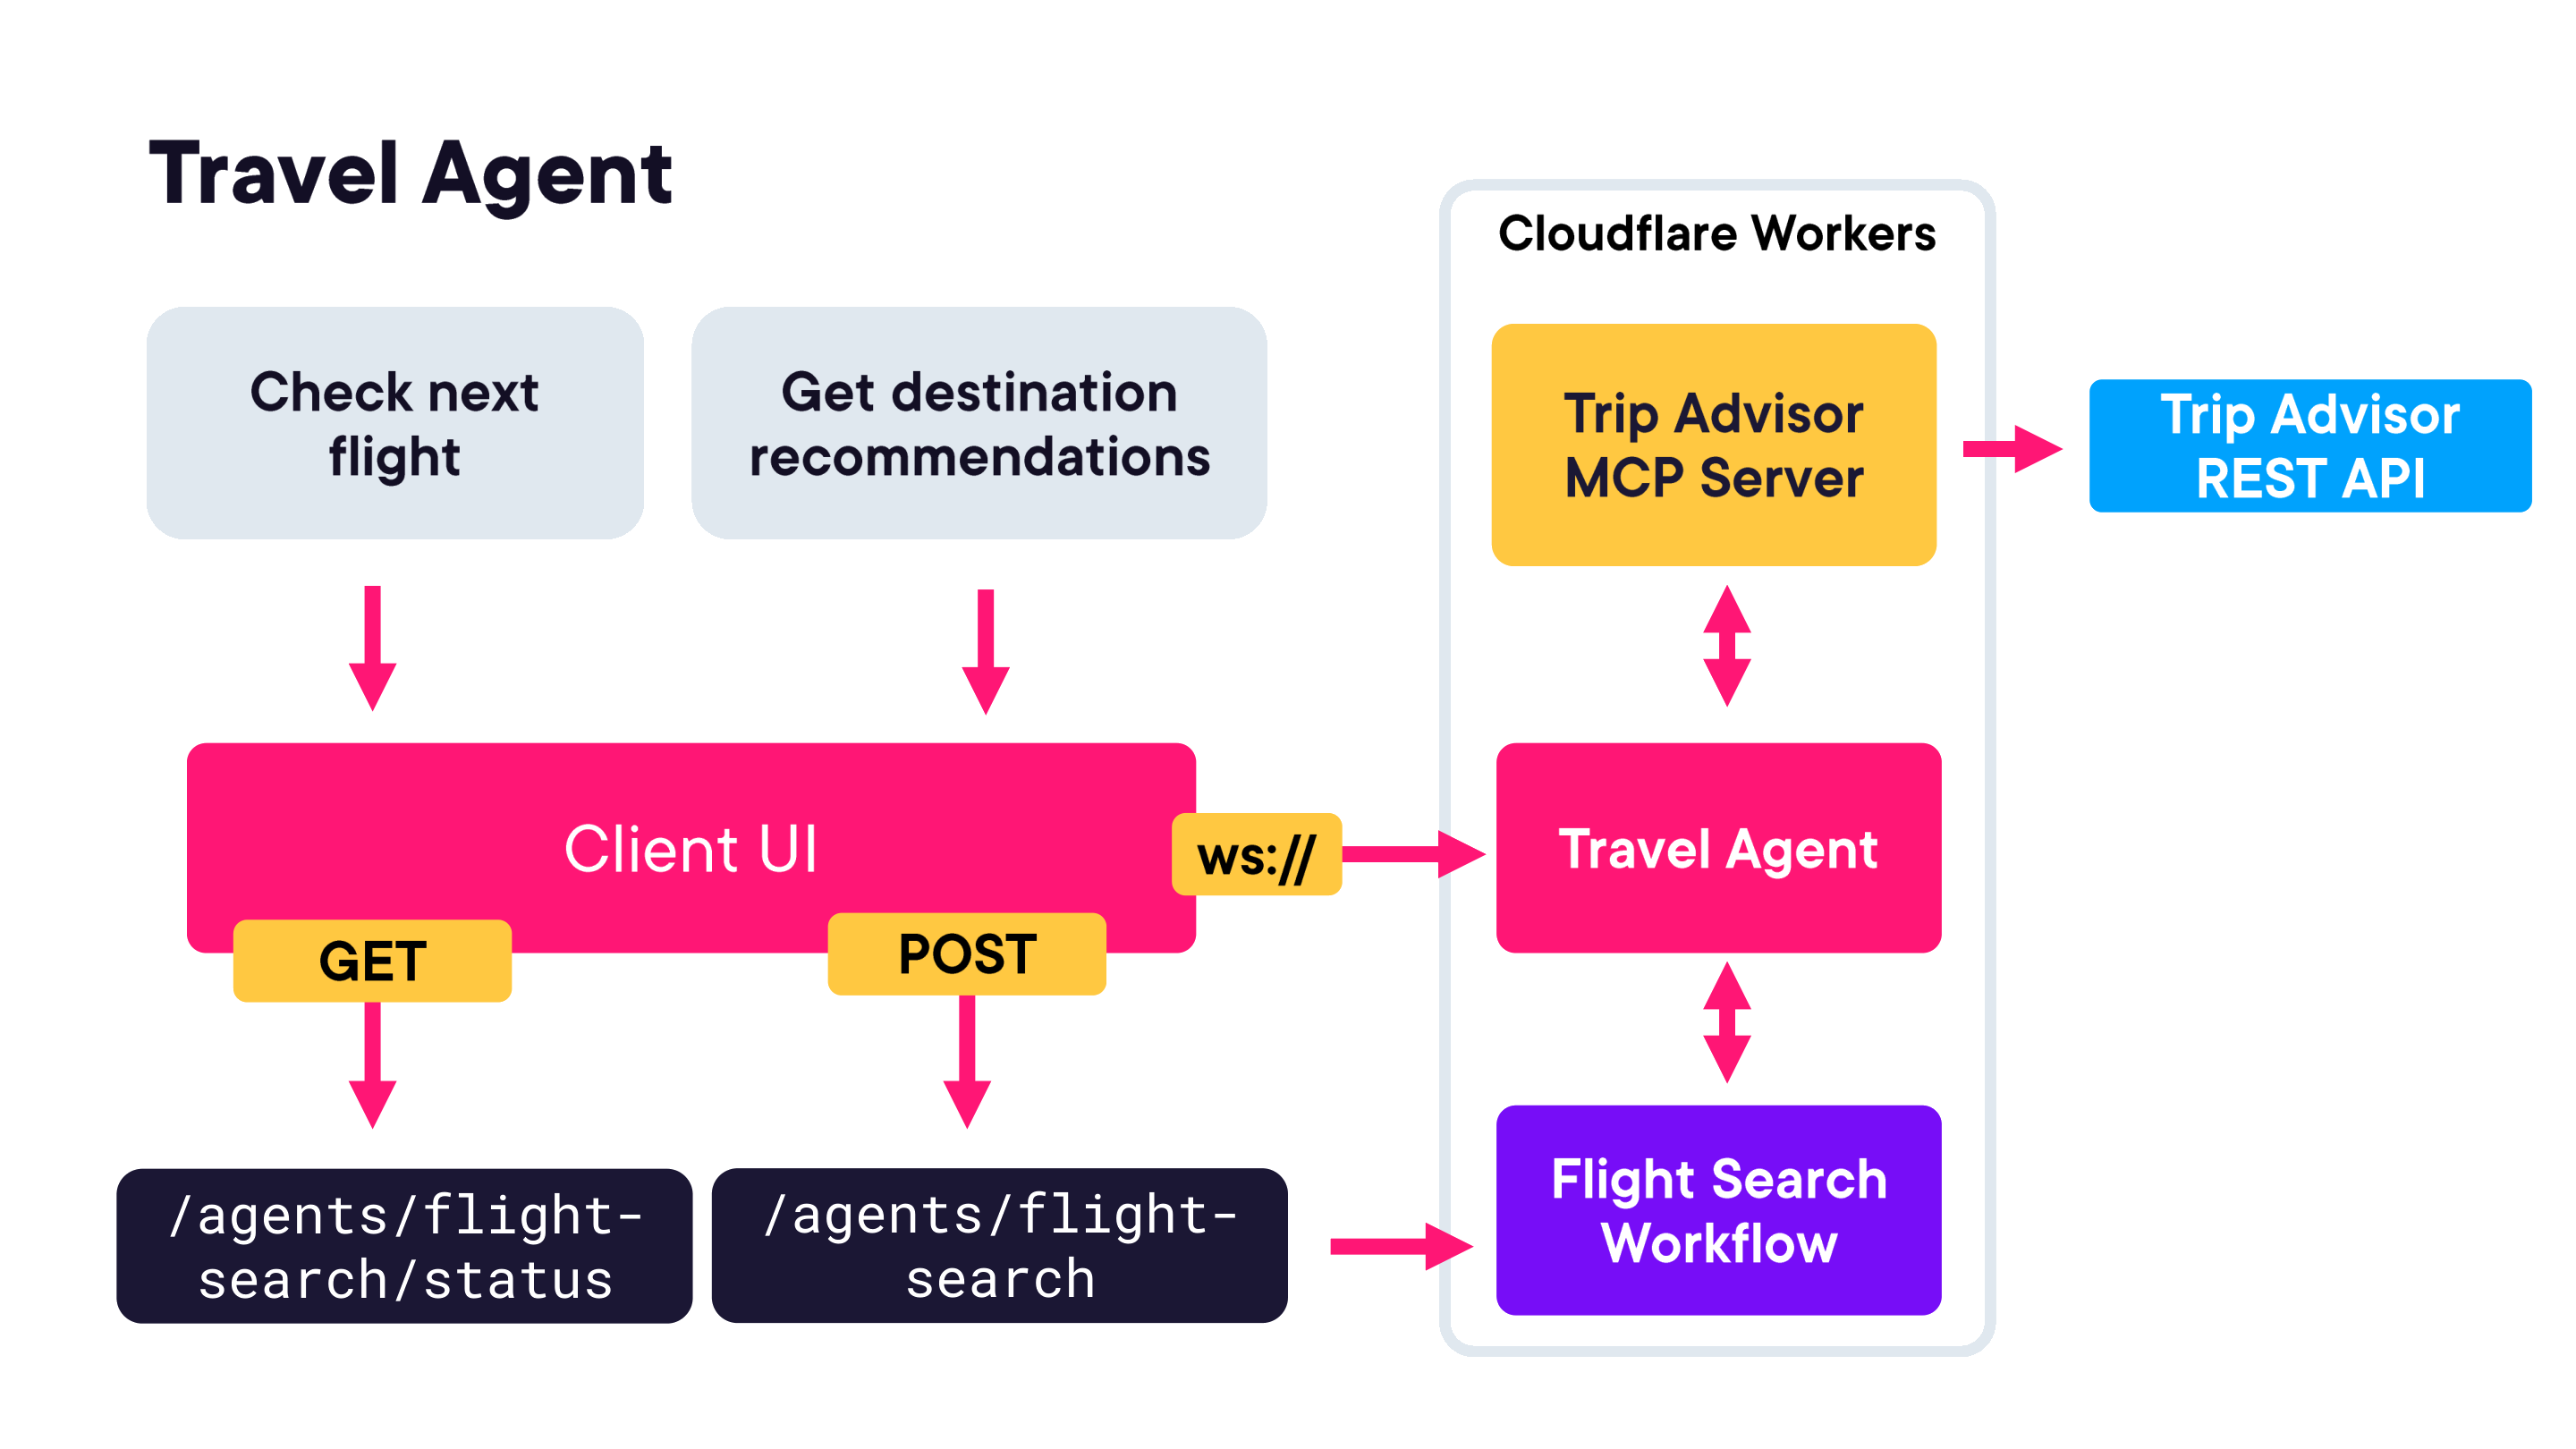 Travel Agent
Cloudflare Workers
Check next
flight
Get destination
recommendations
Trip Advisor
MCP Server
Trip Advisor
REST API
Client UI
ws://
Travel Agent
GET
POST
/agents/flight-
search/status
/agents/flight-
search
Flight Search
Workflow